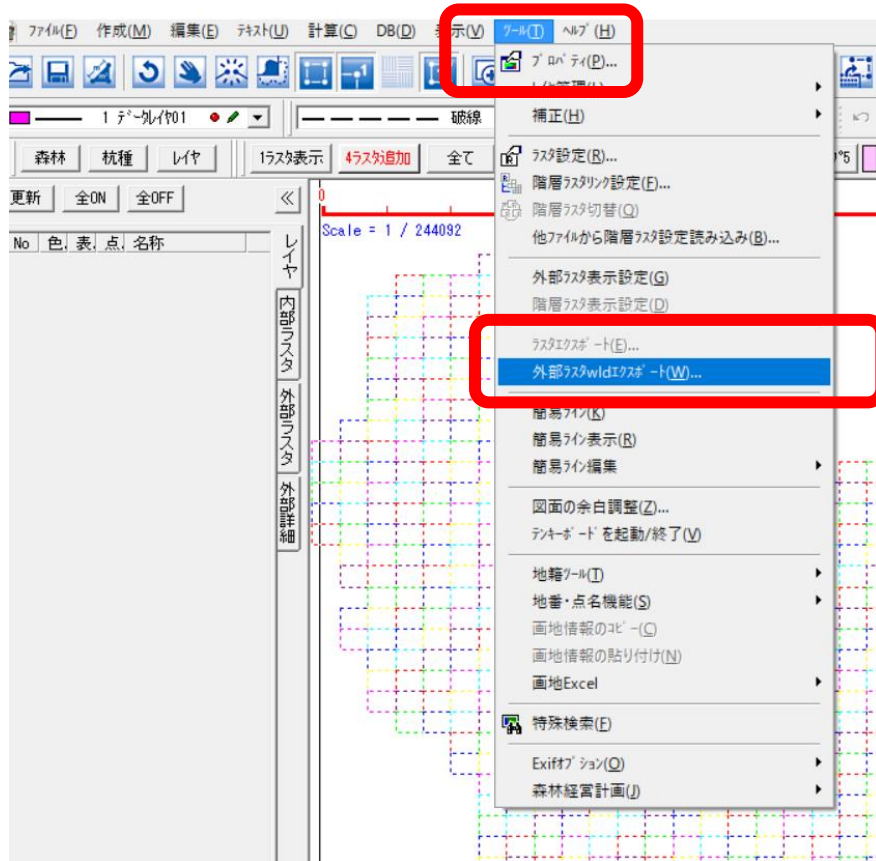 ﾌｧｲﾙ(F) 作成(M) 編集(E) ﾃｷｽﾄ(U) 計算(C) DB(D) 表示(V) ﾂｰﾙ(T) ﾍﾙﾌﾟ(H)
1 ﾃﾞｰﾀﾚｲﾔ01
破線
森林 杭種 ﾚｲﾔ 1ﾗｽﾀ表示 4ﾗｽﾀ追加 全て
更新 全ON 全OFF
No 色. 表. 点. 名称
レイヤ
内部ラスタ
外部ラスタ
外部詳細
0
Scale = 1 / 244092
ﾌﾟﾛﾊﾟﾃｨ(P)...
ﾚｲﾔ管理(L)
補正(H)
ﾗｽﾀ設定(R)...
階層ﾗｽﾀﾘﾝｸ設定(F)...
階層ﾗｽﾀ切替(Q)
他ﾌｧｲﾙから階層ﾗｽﾀ設定読み込み(B)...
外部ﾗｽﾀ表示設定(G)
階層ﾗｽﾀ表示設定(D)
ﾗｽﾀｴｸｽﾎﾟｰﾄ(E)...
外部ﾗｽﾀwldｴｸｽﾎﾟｰﾄ(W)...
簡易ﾗｲﾝ(K)
簡易ﾗｲﾝ表示(R)
簡易ﾗｲﾝ編集
図面の余白調整(Z)...
ﾃﾝｷｰﾎﾞｰﾄﾞを起動/終了(V)
地籍ﾂｰﾙ(T)
地番・点名機能(S)
画地情報のｺﾋﾟｰ(C)
画地情報の貼り付け(N)
画地Excel
特殊検索(F)
Exifｵﾌﾟｼｮﾝ(O)
森林経営計画(J)